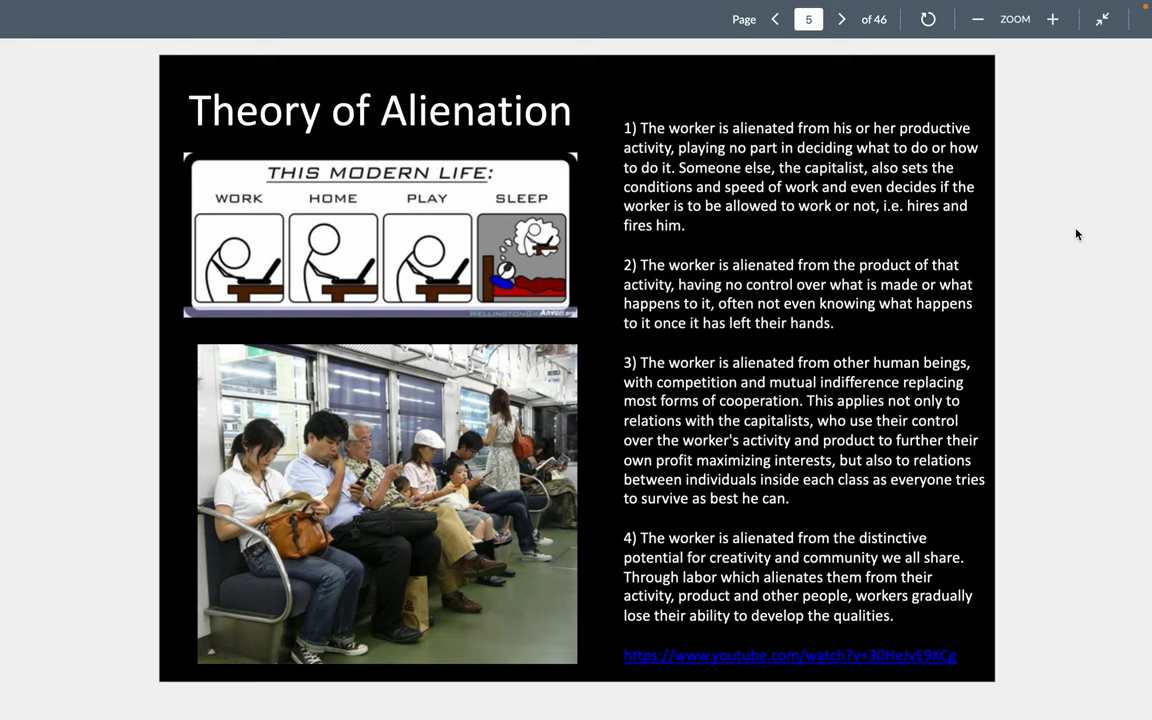 Page 5 of 46 ZOOM
Theory of Alienation
THIS MODERN LIFE:
WORK HOME PLAY SLEEP
1) The worker is alienated from his or her productive
activity, playing no part in deciding what to do or how
to do it. Someone else, the capitalist, also sets the
conditions and speed of work and even decides if the
worker is to be allowed to work or not, i.e. hires and
fires him.
2) The worker is alienated from the product of that
activity, having no control over what is made or what
happens to it, often not even knowing what happens
to it once it has left their hands.
3) The worker is alienated from other human beings,
with competition and mutual indifference replacing
most forms of cooperation. This applies not only to
relations with the capitalists, who use their control
over the worker's activity and product to further their
own profit maximizing interests, but also to relations
between individuals inside each class as everyone tries
to survive as best he can.
4) The worker is alienated from the distinctive
potential for creativity and community we all share.
Through labor which alienates them from their
activity, product and other people, workers gradually
lose their ability to develop the qualities.
https://www.youtube.com/watch?v=30HeJvE9KCg